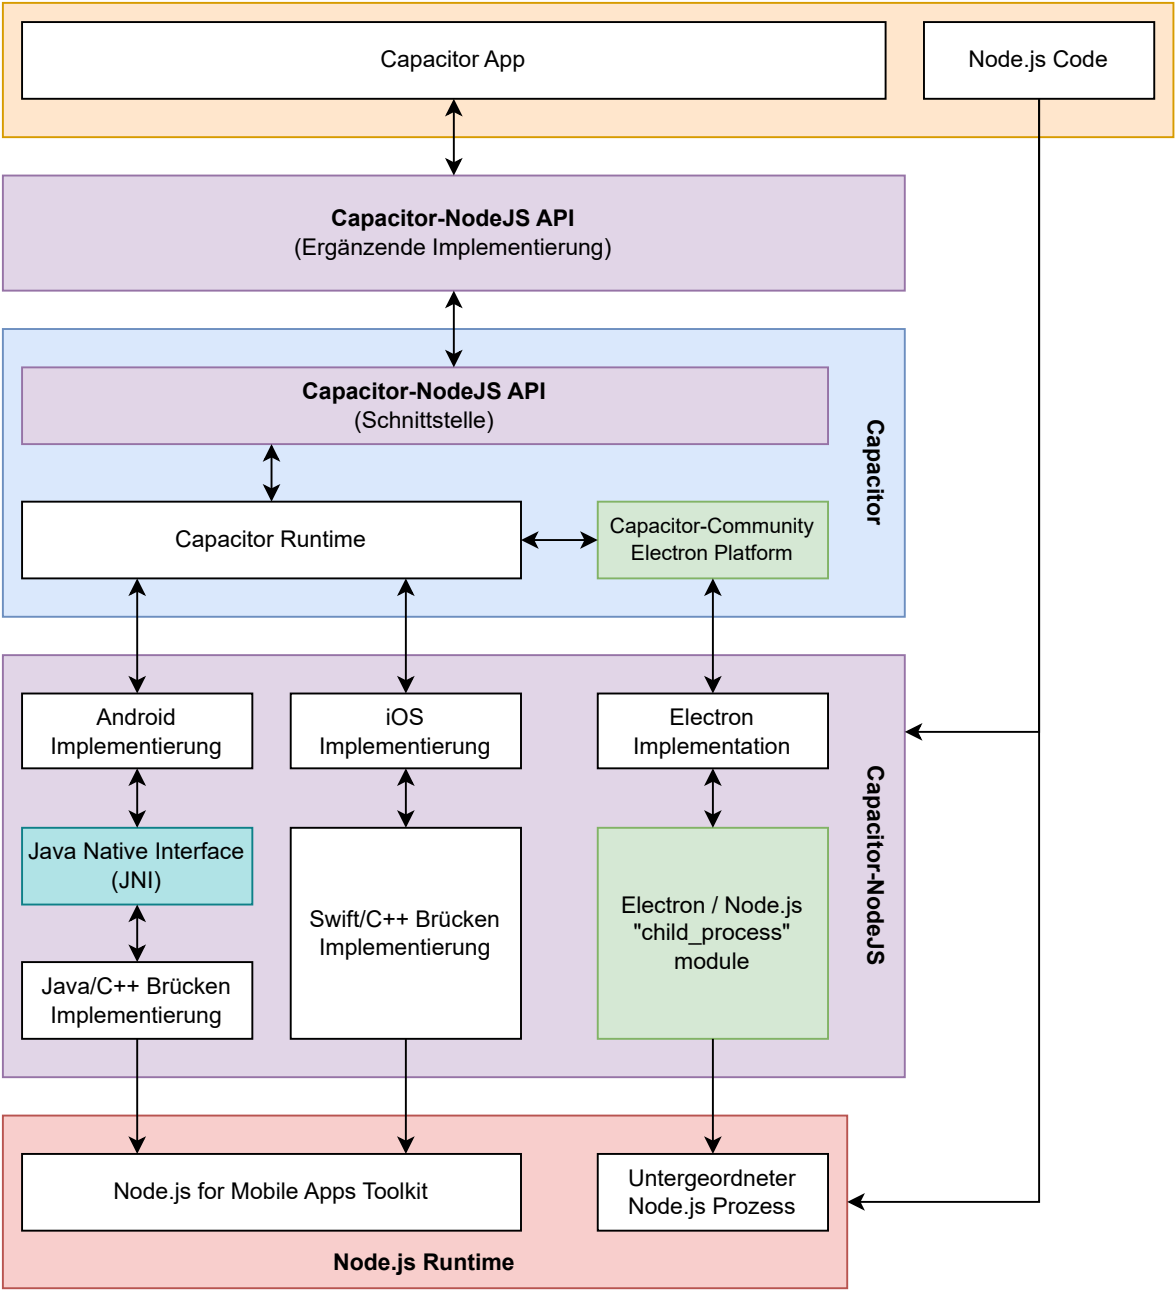 Capacitor App
Node.js Code
Capacitor-NodeJS API
(Ergänzende Implementierung)
Capacitor-NodeJS API
(Schnittstelle)
Capacitor
Capacitor Runtime
Capacitor-Community
Electron Platform
Android
Implementierung
iOS
Implementierung
Electron
Implementation
Capacitor-NodeJS
Java Native Interface
(JNI)
Swift/C++ Brücken
Implementierung
Electron / Node.js
"child_process"
module
Java/C++ Brücken
Implementierung
Node.js for Mobile Apps Toolkit
Untergeordneter
Node.js Prozess
Node.js Runtime